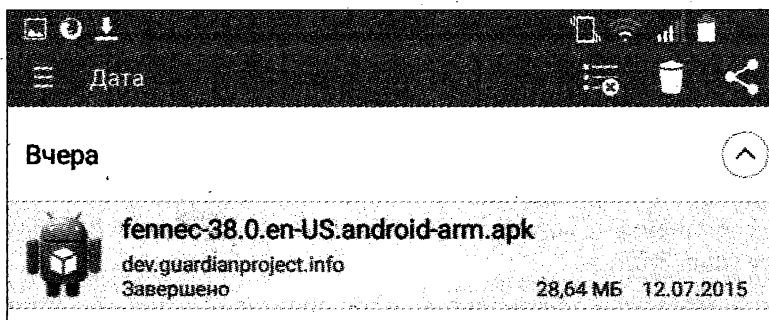 Дата
Вчера
fennec-38.0.en-US.android-arm.apk
dev.guardianproject.info
Завершено 28,64 МБ 12.07.2015